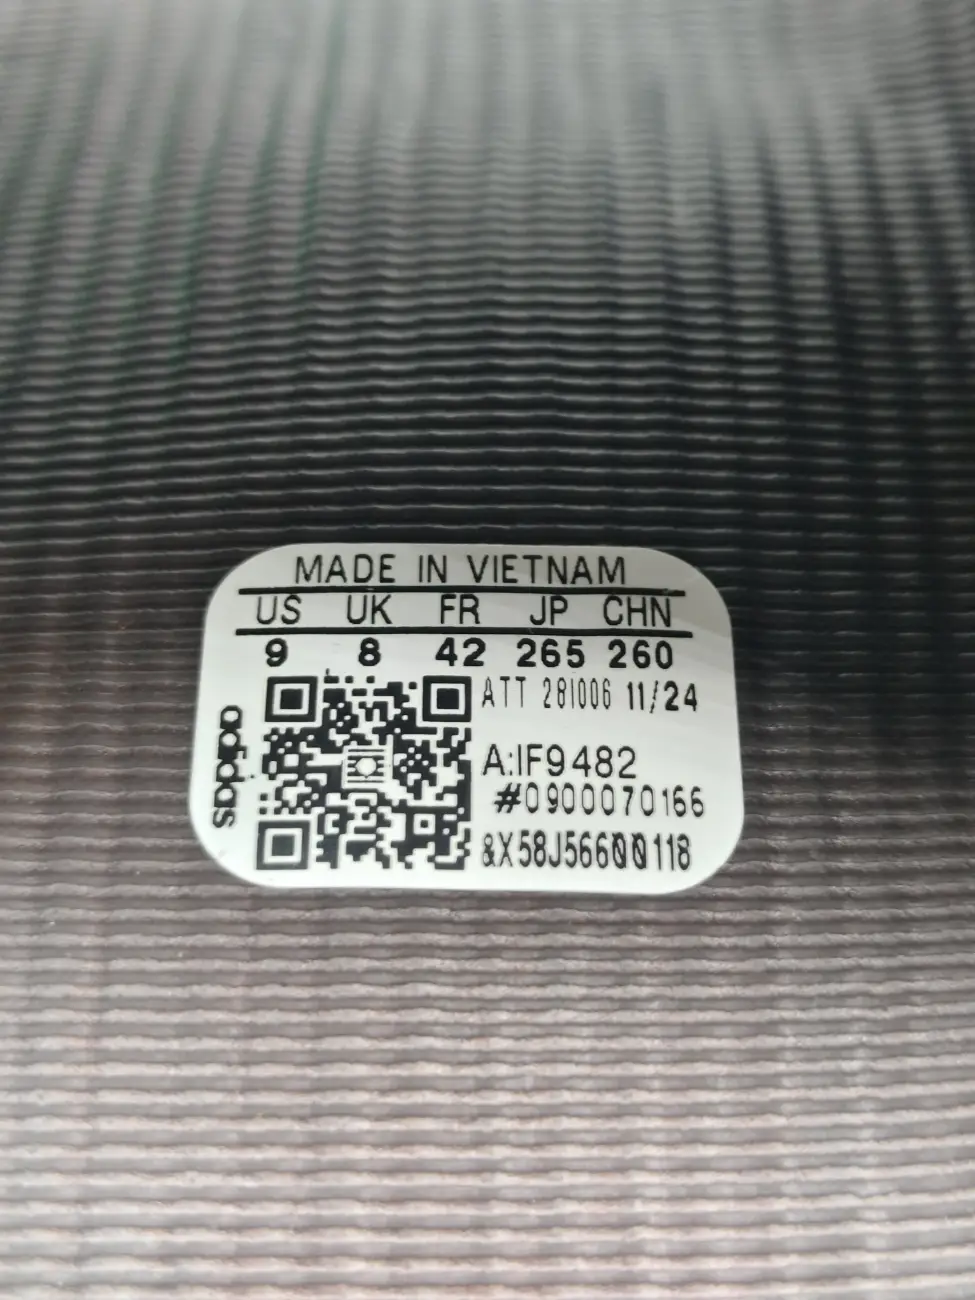 MADE IN VIETNAM
US UK FR JP CHN
9 8 42 265 260
ATT 281006 11/24
A:IF9482
#0900070166
&X58J56600118
adidas